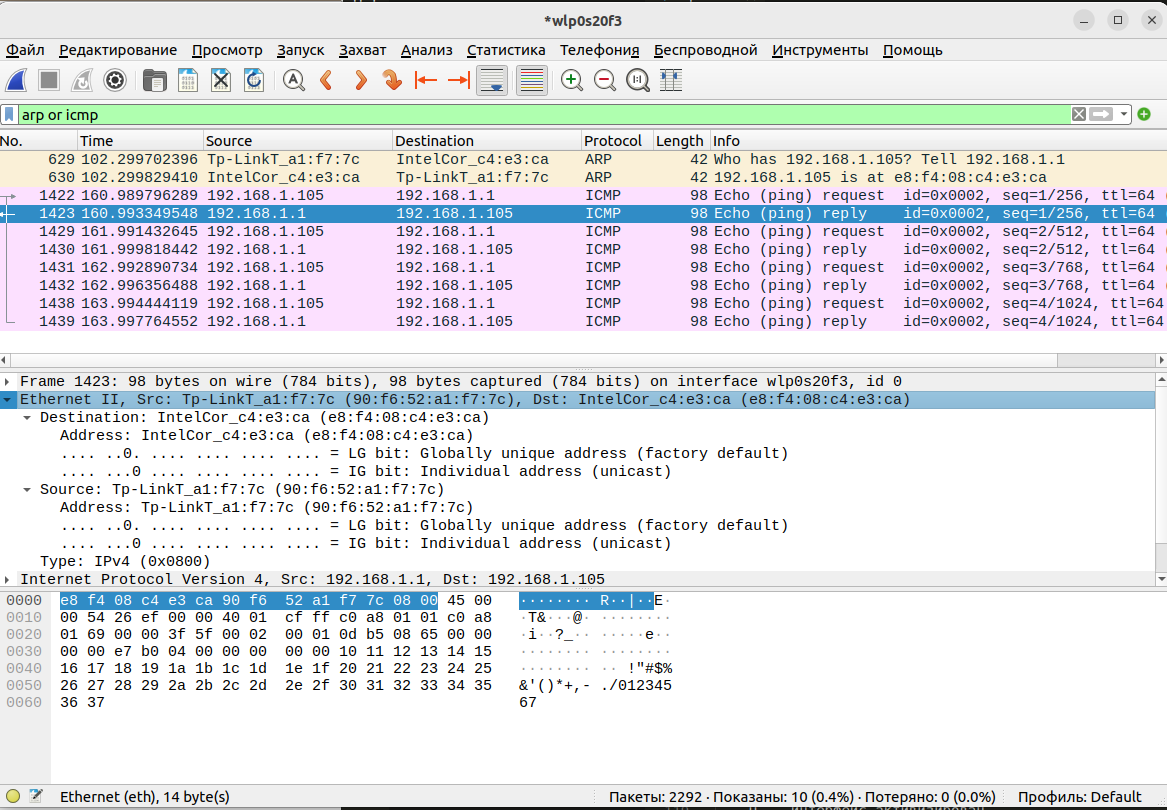 *wlp0s20f3
Файл Редактирование Просмотр Запуск Захват Анализ Статистика Телефония Беспроводной Инструменты Помощь
arp or icmp
No. Time Source Destination Protocol Length Info
629 102.299702396 Tp-LinkT_a1:f7:7c IntelCor_c4:e3:ca ARP 42 Who has 192.168.1.105? Tell 192.168.1.1
630 102.299829410 IntelCor_c4:e3:ca Tp-LinkT_a1:f7:7c ARP 42 192.168.1.105 is at e8:f4:08:c4:e3:ca
1422 160.989796289 192.168.1.105 192.168.1.1 ICMP 98 Echo (ping) request id=0x0002, seq=1/256, ttl=64
1423 160.993349548 192.168.1.1 192.168.1.105 ICMP 98 Echo (ping) reply id=0x0002, seq=1/256, ttl=64
1429 161.991432645 192.168.1.105 192.168.1.1 ICMP 98 Echo (ping) request id=0x0002, seq=2/512, ttl=64
1430 161.999818442 192.168.1.1 192.168.1.105 ICMP 98 Echo (ping) reply id=0x0002, seq=2/512, ttl=64
1431 162.992890734 192.168.1.105 192.168.1.1 ICMP 98 Echo (ping) request id=0x0002, seq=3/768, ttl=64
1432 162.996356488 192.168.1.1 192.168.1.105 ICMP 98 Echo (ping) reply id=0x0002, seq=3/768, ttl=64
1438 163.994444119 192.168.1.105 192.168.1.1 ICMP 98 Echo (ping) request id=0x0002, seq=4/1024, ttl=64
1439 163.997764552 192.168.1.1 192.168.1.105 ICMP 98 Echo (ping) reply id=0x0002, seq=4/1024, ttl=64
Frame 1423: 98 bytes on wire (784 bits), 98 bytes captured (784 bits) on interface wlp0s20f3, id 0
Ethernet II, Src: Tp-LinkT_a1:f7:7c (90:f6:52:a1:f7:7c), Dst: IntelCor_c4:e3:ca (e8:f4:08:c4:e3:ca)
Destination: IntelCor_c4:e3:ca (e8:f4:08:c4:e3:ca)
Address: IntelCor_c4:e3:ca (e8:f4:08:c4:e3:ca)
.... ..0. .... .... .... .... = LG bit: Globally unique address (factory default)
.... ...0 .... .... .... .... = IG bit: Individual address (unicast)
Source: Tp-LinkT_a1:f7:7c (90:f6:52:a1:f7:7c)
Address: Tp-LinkT_a1:f7:7c (90:f6:52:a1:f7:7c)
.... ..0. .... .... .... .... = LG bit: Globally unique address (factory default)
.... ...0 .... .... .... .... = IG bit: Individual address (unicast)
Type: IPv4 (0x0800)
Internet Protocol Version 4, Src: 192.168.1.1, Dst: 192.168.1.105
0000 e8 f4 08 c4 e3 ca 90 f6 52 a1 f7 7c 08 00 45 00 ········ R··|··E·
0010 00 54 26 ef 00 00 40 01 cf ff c0 a8 01 01 c0 a8 ·T&···@· ········
0020 01 69 00 00 3f 5f 00 02 00 01 0d b5 08 65 00 00 ·i··?_·· ·····e··
0030 00 00 e7 b0 04 00 00 00 00 00 10 11 12 13 14 15 ········ ········
0040 16 17 18 19 1a 1b 1c 1d 1e 1f 20 21 22 23 24 25 ········ ·· !"#$%
0050 26 27 28 29 2a 2b 2c 2d 2e 2f 30 31 32 33 34 35 &'()*+,- ./012345
0060 36 37 67
Ethernet (eth), 14 byte(s) Пакеты: 2292 · Показаны: 10 (0.4%) · Потеряно: 0 (0.0%) Профиль: Default